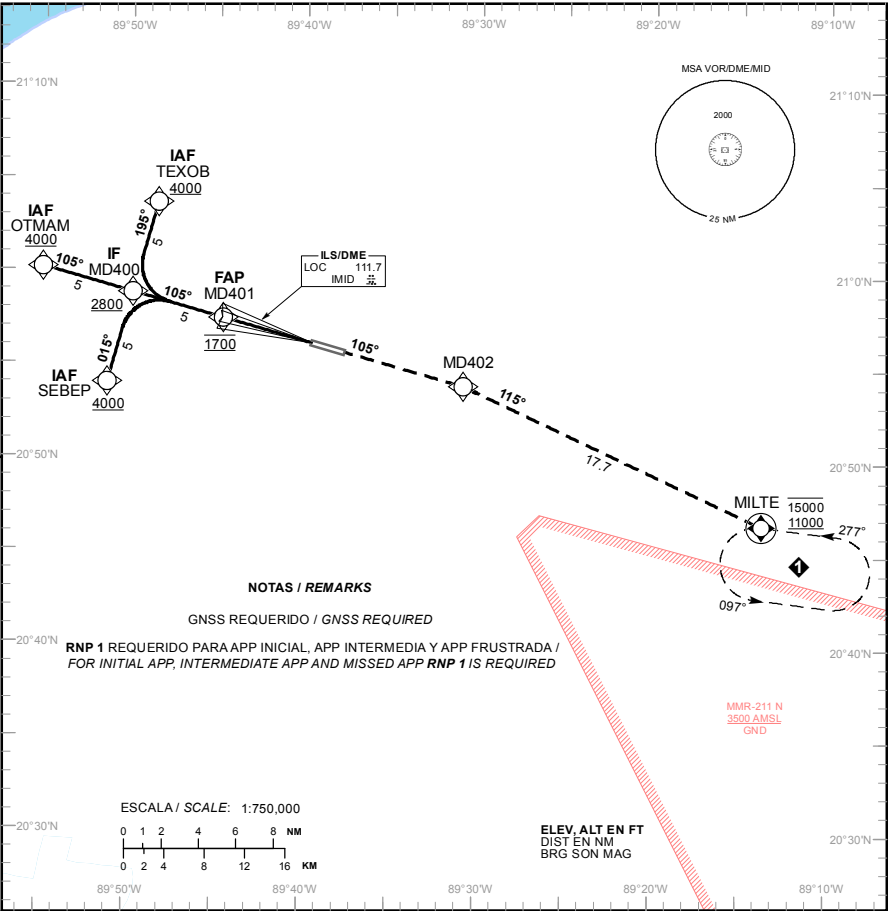 89°50'W
89°40'W
89°30'W
89°20'W
89°10'W
21°10'N
21°10'N
MSA VOR/DME/MID
2000
25 NM
IAF
TEXOB
4000
195°
5
IAF
OTMAM
4000
105°
5
IF
MD400
2800
105°
5
FAP
MD401
1700
ILS/DME
LOC 111.7
IMID
21°0'N
21°0'N
015°
5
IAF
SEBEP
4000
105°
MD402
115°
17.7
20°50'N
20°50'N
MILTE
15000
11000
277°
1
097°
NOTAS / REMARKS
GNSS REQUERIDO / GNSS REQUIRED
RNP 1 REQUERIDO PARA APP INICIAL, APP INTERMEDIA Y APP FRUSTRADA /
FOR INITIAL APP, INTERMEDIATE APP AND MISSED APP RNP 1 IS REQUIRED
20°40'N
20°40'N
MMR-211 N
3500 AMSL
GND
ESCALA / SCALE: 1:750,000
0 1 2 4 6 8 NM
0 2 4 8 12 16 KM
ELEV, ALT EN FT
DIST EN NM
BRG SON MAG
20°30'N
20°30'N
89°50'W
89°40'W
89°30'W
89°20'W
89°10'W